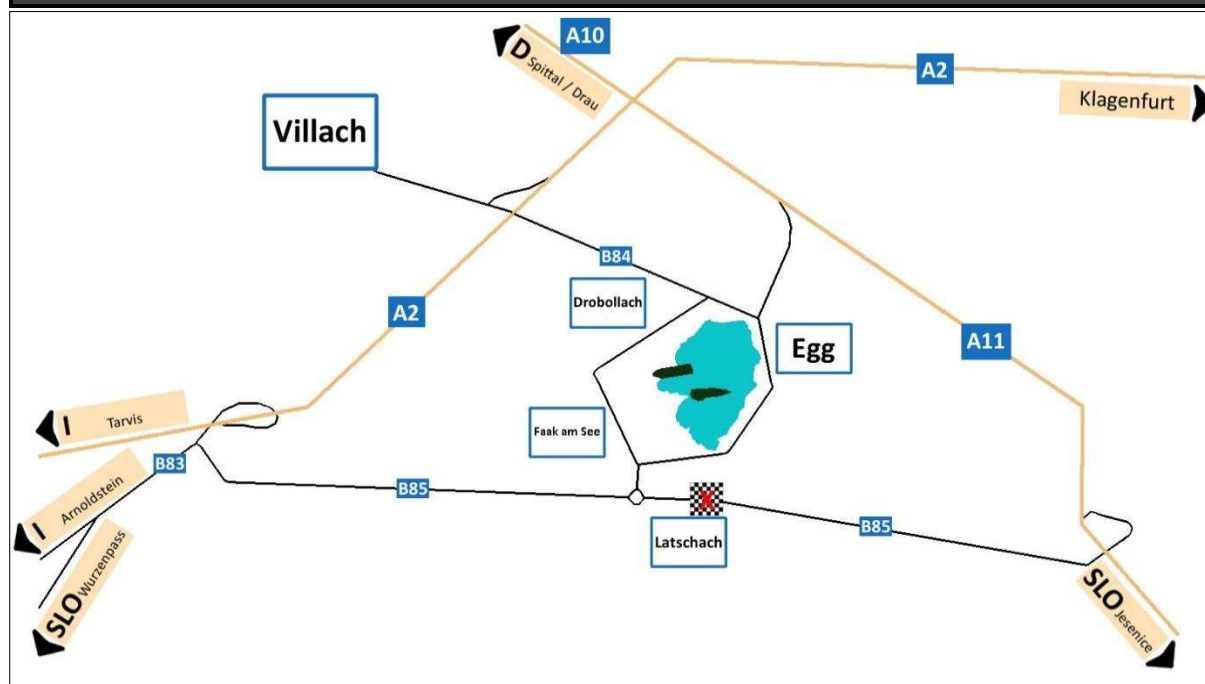 A10
D Spittal / Drau
A2
Klagenfurt
Villach
B84
Drobollach
A2
Egg
A11
I Tarvis
Faak am See
B83
I Arnoldstein
B85
X
Latschach
B85
SLO Wurzenpass
SLO Jesenice